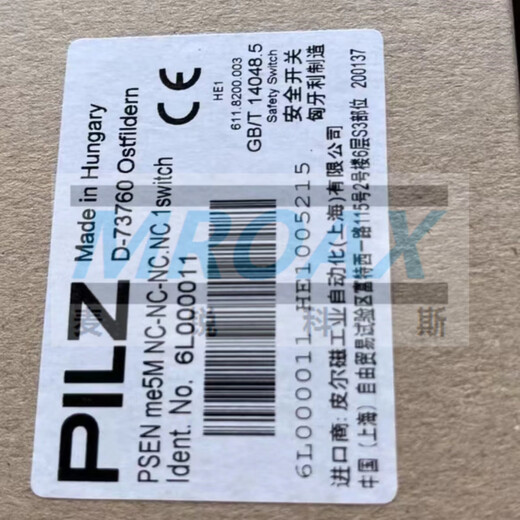 PILZ
Made in Hungary
D-73760 Ostfildern
CE
PSEN me5M NC-NC-NC.NC.1switch
Ident. No. 6L000011
HE1
611.8200.003
GB/T 14048.5
Safety Switch
安全开关
匈牙利制造
6L000011 HE1005215
进口商: 皮尔磁工业自动化(上海)有限公司
中国 (上海) 自由贸易试验区富特西一路115号2号楼6层S3部位 200137
MROAX